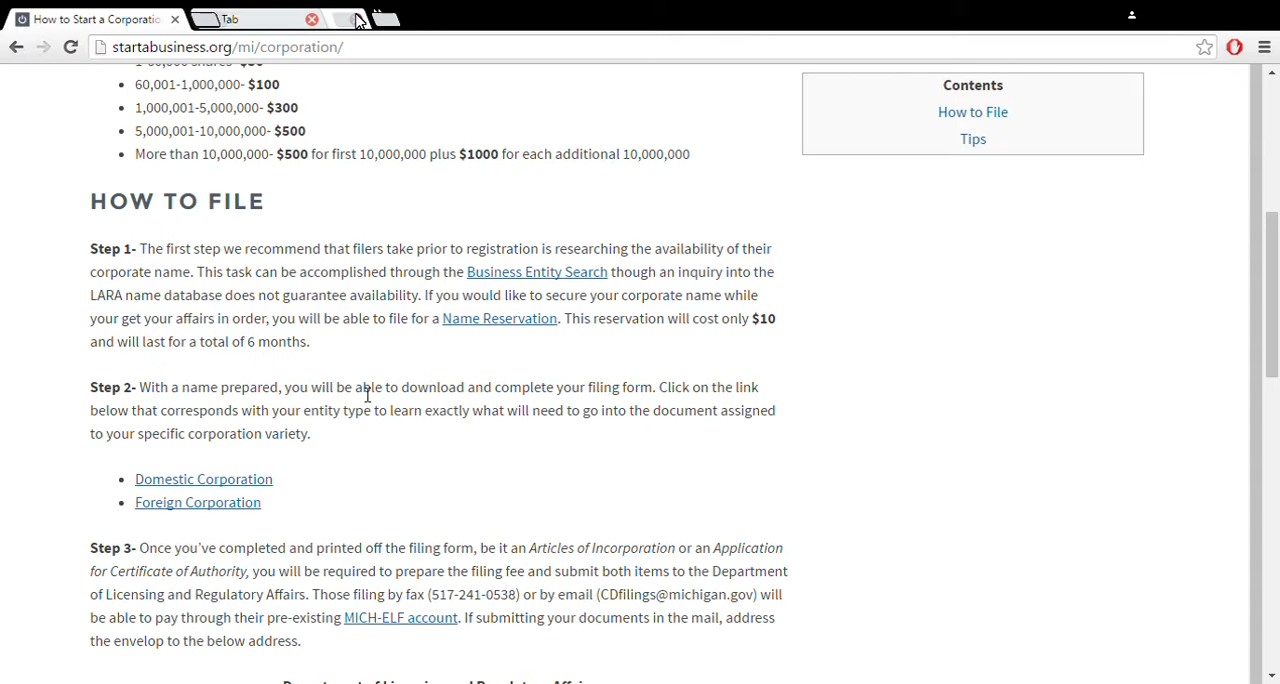 How to Start a Corporatio
Tab
startabusiness.org/mi/corporation/
60,001-1,000,000- $100
1,000,001-5,000,000- $300
5,000,001-10,000,000- $500
More than 10,000,000- $500 for first 10,000,000 plus $1000 for each additional 10,000,000
Contents
How to File
Tips
HOW TO FILE
Step 1- The first step we recommend that filers take prior to registration is researching the availability of their
corporate name. This task can be accomplished through the Business Entity Search though an inquiry into the
LARA name database does not guarantee availability. If you would like to secure your corporate name while
your get your affairs in order, you will be able to file for a Name Reservation. This reservation will cost only $10
and will last for a total of 6 months.
Step 2- With a name prepared, you will be able to download and complete your filing form. Click on the link
below that corresponds with your entity type to learn exactly what will need to go into the document assigned
to your specific corporation variety.
Domestic Corporation
Foreign Corporation
Step 3- Once you've completed and printed off the filing form, be it an Articles of Incorporation or an Application
for Certificate of Authority, you will be required to prepare the filing fee and submit both items to the Department
of Licensing and Regulatory Affairs. Those filing by fax (517-241-0538) or by email (CDfilings@michigan.gov) will
be able to pay through their pre-existing MICH-ELF account. If submitting your documents in the mail, address
the envelop to the below address.